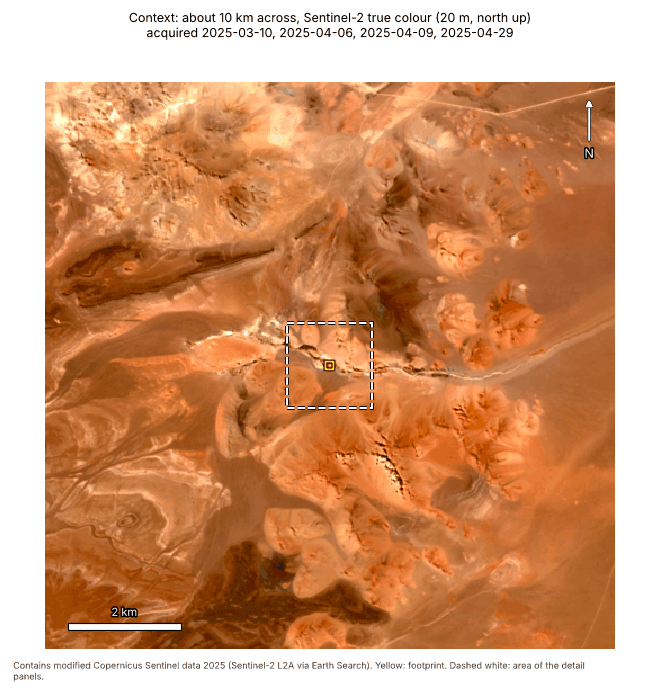 Context: about 10 km across, Sentinel-2 true colour (20 m, north up)
acquired 2025-03-10, 2025-04-06, 2025-04-09, 2025-04-29
N
2 km
Contains modified Copernicus Sentinel data 2025 (Sentinel-2 L2A via Earth Search). Yellow: footprint. Dashed white: area of the detail
panels.